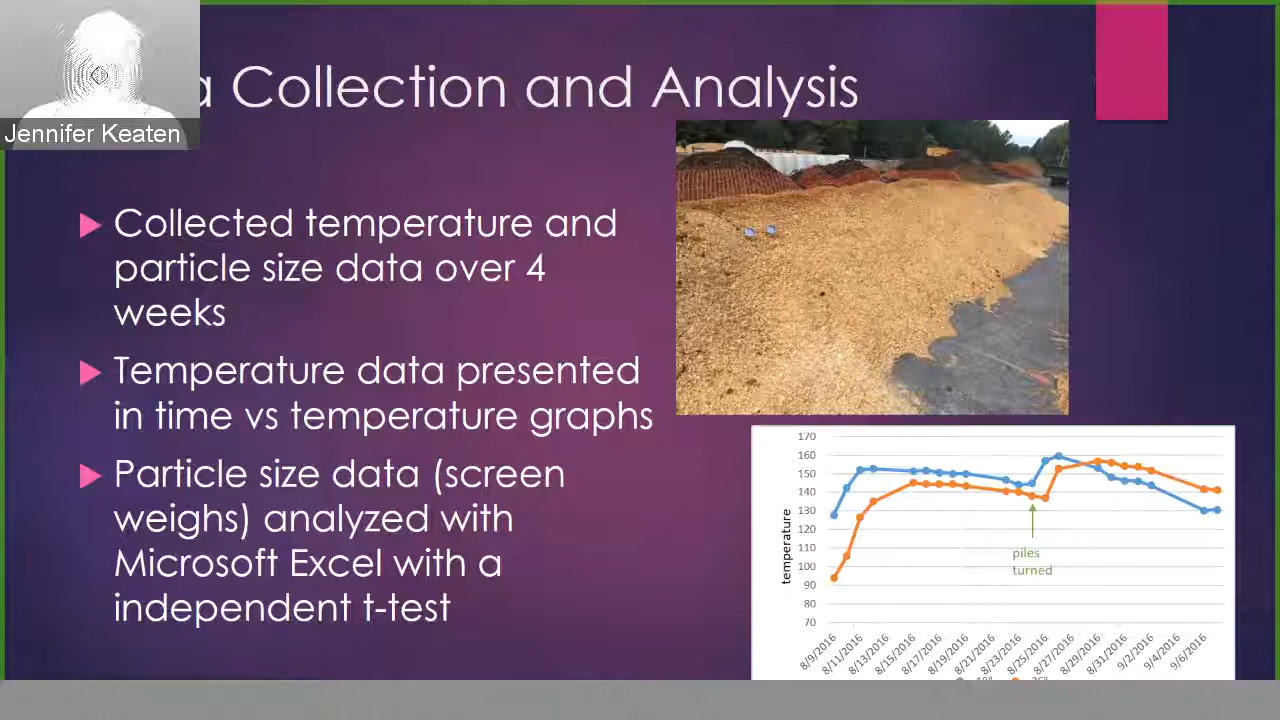 a Collection and Analysis
Jennifer Keaten
Collected temperature and
particle size data over 4
weeks
Temperature data presented
in time vs temperature graphs
Particle size data (screen
weighs) analyzed with
Microsoft Excel with a
independent t-test
170
160
150
140
130
120
110
100
90
80
70
temperature
piles
turned
8/9/2016
8/11/2016
8/13/2016
8/15/2016
8/17/2016
8/19/2016
8/21/2016
8/23/2016
8/25/2016
8/27/2016
8/29/2016
8/31/2016
9/2/2016
9/4/2016
9/6/2016